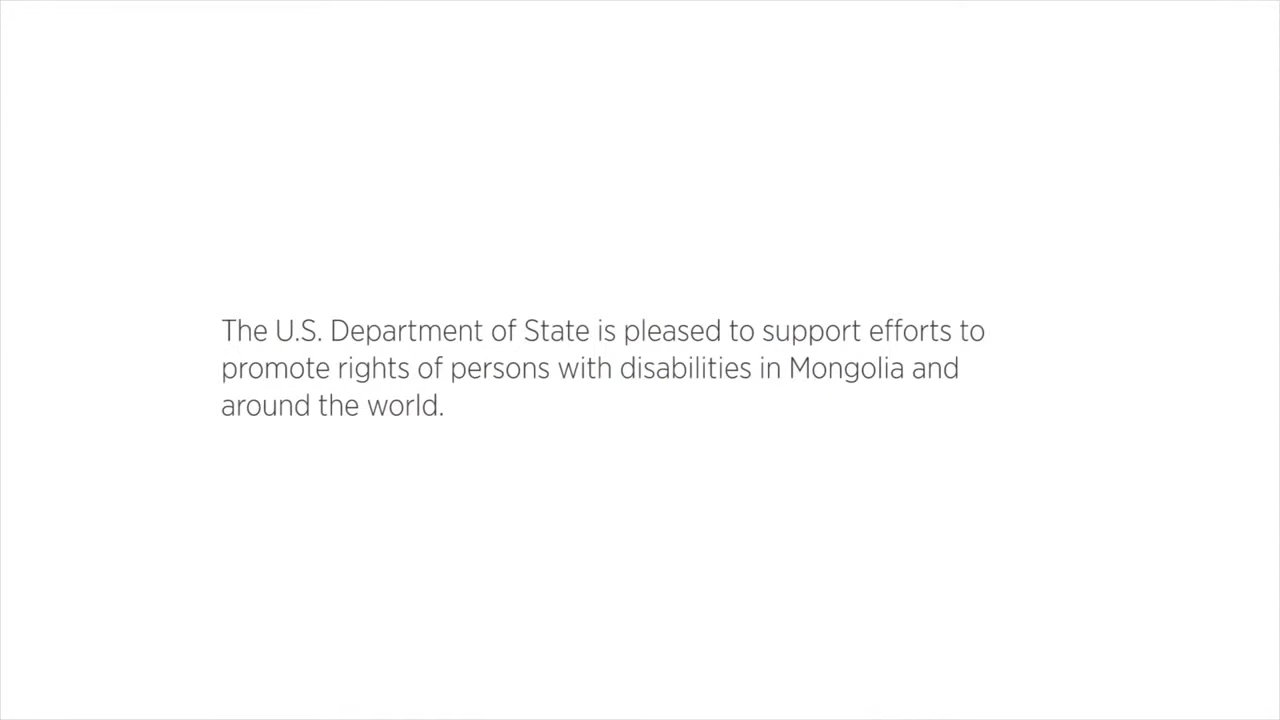 The U.S. Department of State is pleased to support efforts to
promote rights of persons with disabilities in Mongolia and
around the world.